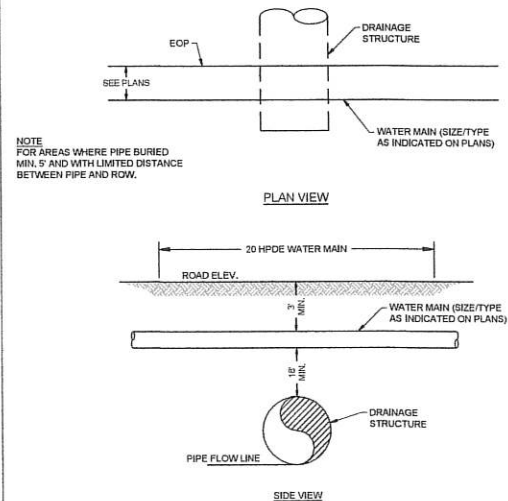 DRAINAGE
STRUCTURE
EOP
SEE PLANS
WATER MAIN (SIZE/TYPE
AS INDICATED ON PLANS)
NOTE
FOR AREAS WHERE PIPE BURIED
MIN. 5' AND WITH LIMITED DISTANCE
BETWEEN PIPE AND ROW.
PLAN VIEW
20 HPDE WATER MAIN
ROAD ELEV.
3'
MIN.
WATER MAIN (SIZE/TYPE
AS INDICATED ON PLANS)
18'
MIN.
DRAINAGE
STRUCTURE
PIPE FLOW LINE
SIDE VIEW